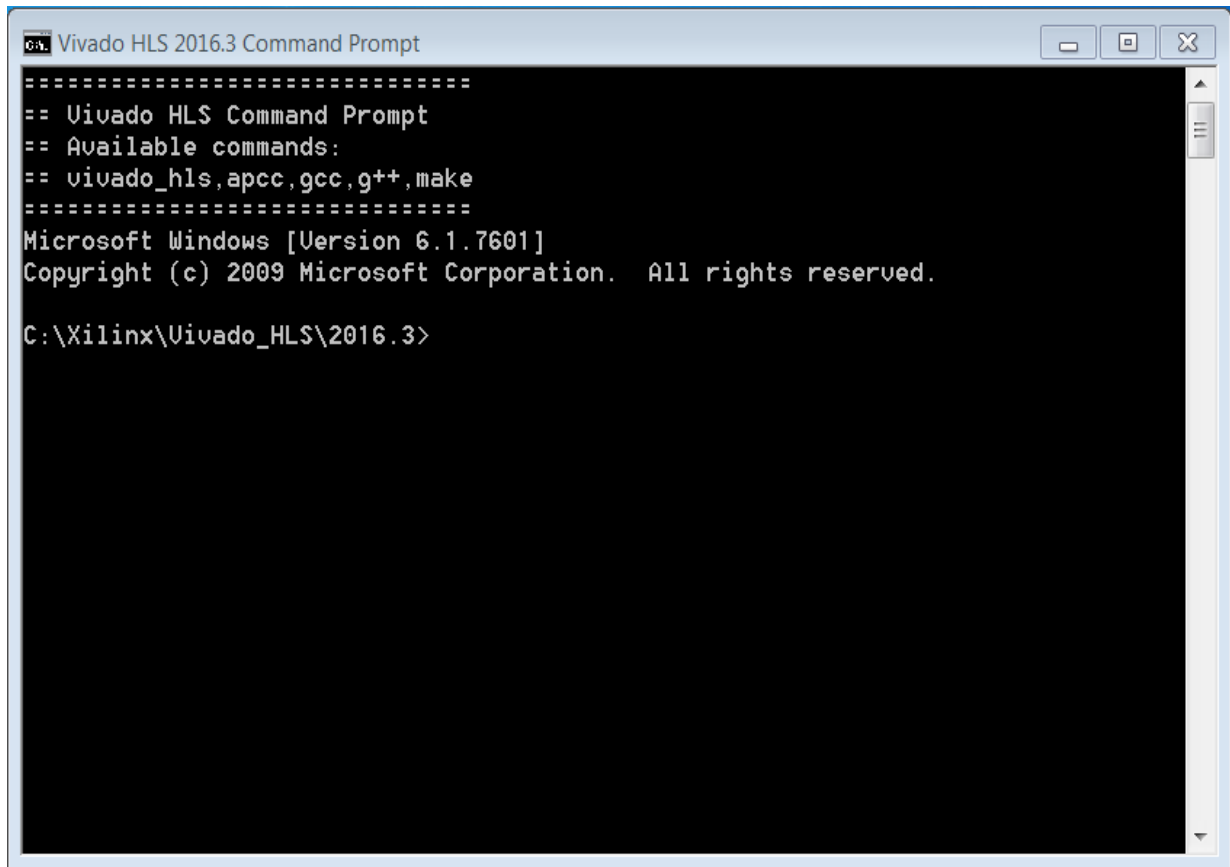 Vivado HLS 2016.3 Command Prompt
================================
== Vivado HLS Command Prompt
== Available commands:
== vivado_hls,apcc,gcc,g++,make
================================
Microsoft Windows [Version 6.1.7601]
Copyright (c) 2009 Microsoft Corporation.  All rights reserved.
C:\Xilinx\Vivado_HLS\2016.3>